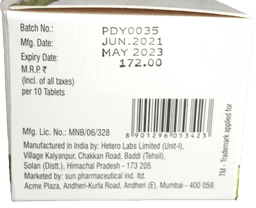 Batch No.: PDY0035
Mfg. Date: JUN.2021
Expiry Date: MAY 2023
M.R.P.₹ 172.00
(Incl. of all taxes)
per 10 Tablets
8 901296 053423
TM - Trademark applied for
Mfg. Lic. No.: MNB/06/328
Manufactured in India by: Hetero Labs Limited (Unit-I),
Village Kalyanpur, Chakkan Road, Baddi (Tehsil),
Solan (Distt.), Himachal Pradesh - 173 205.
Marketed by: sun pharmaceutical ind. ltd.
Acme Plaza, Andheri-Kurla Road, Andheri (E), Mumbai - 400 059.